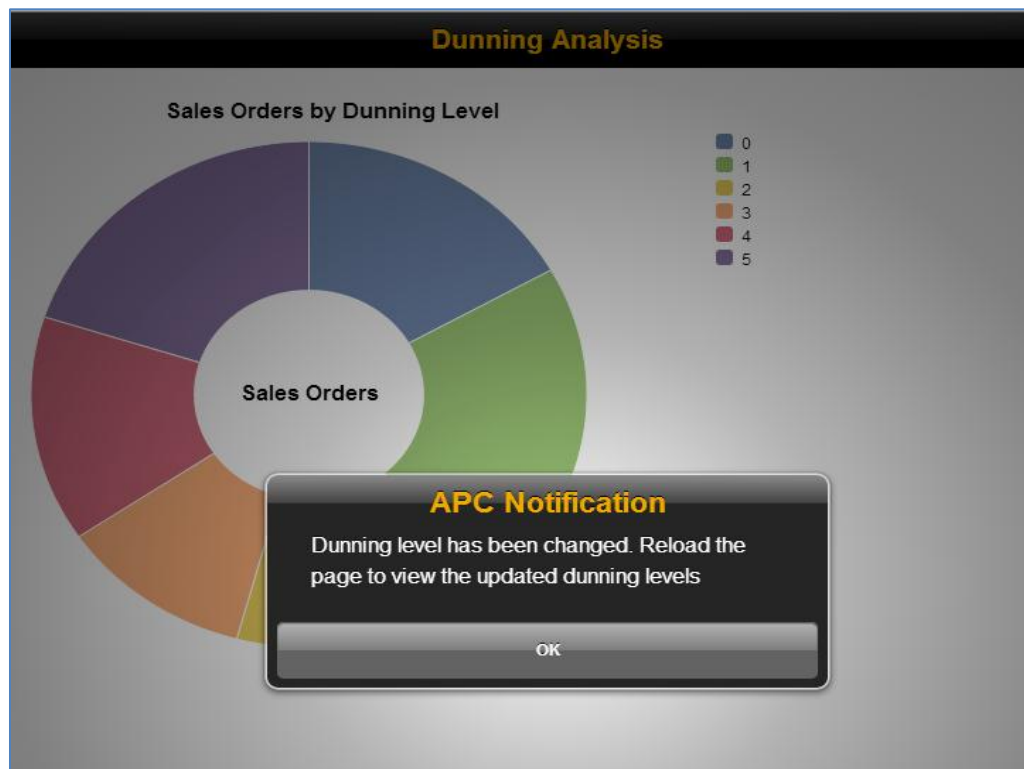 Dunning Analysis
Sales Orders by Dunning Level
0
1
2
3
4
5
Sales Orders
APC Notification
Dunning level has been changed. Reload the
page to view the updated dunning levels
OK